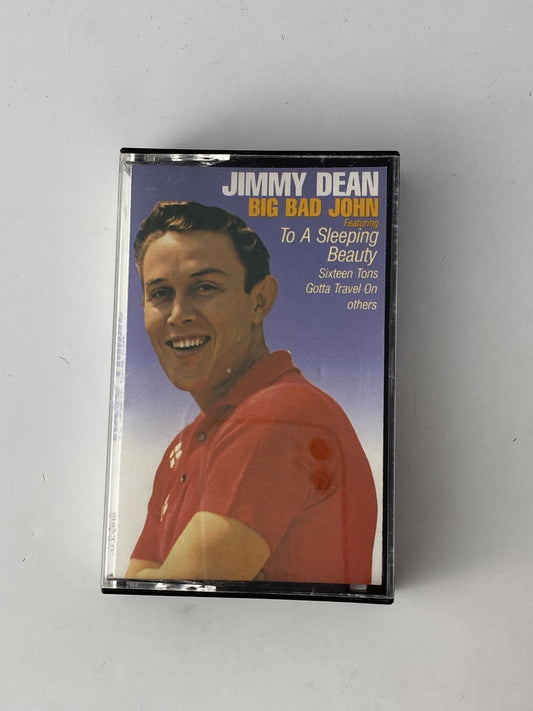 JIMMY DEAN
BIG BAD JOHN
Featuring
To A Sleeping
Beauty
Sixteen Tons
Gotta Travel On
others